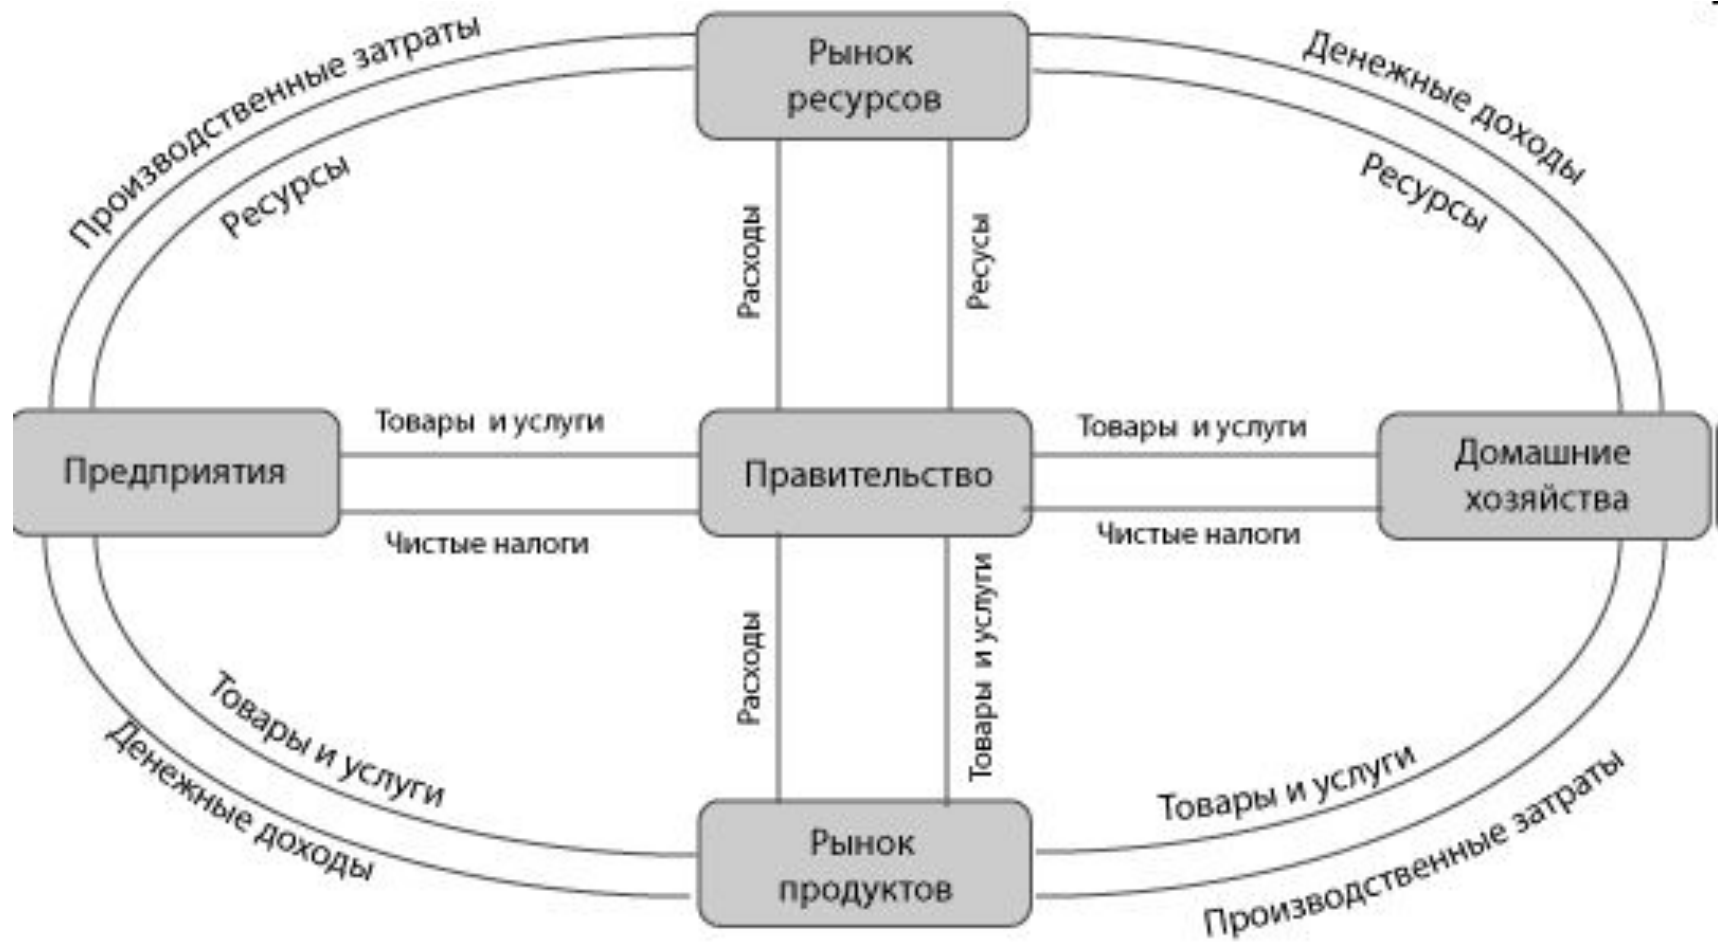 Производственные затраты
Рынок
ресурсов
Денежные доходы
Ресурсы
Ресурсы
Расходы
Ресусы
Товары и услуги
Товары и услуги
Предприятия
Правительство
Домашние
хозяйства
Чистые налоги
Чистые налоги
Расходы
Товары и услуги
Товары и услуги
Денежные доходы
Товары и услуги
Производственные затраты
Рынок
продуктов